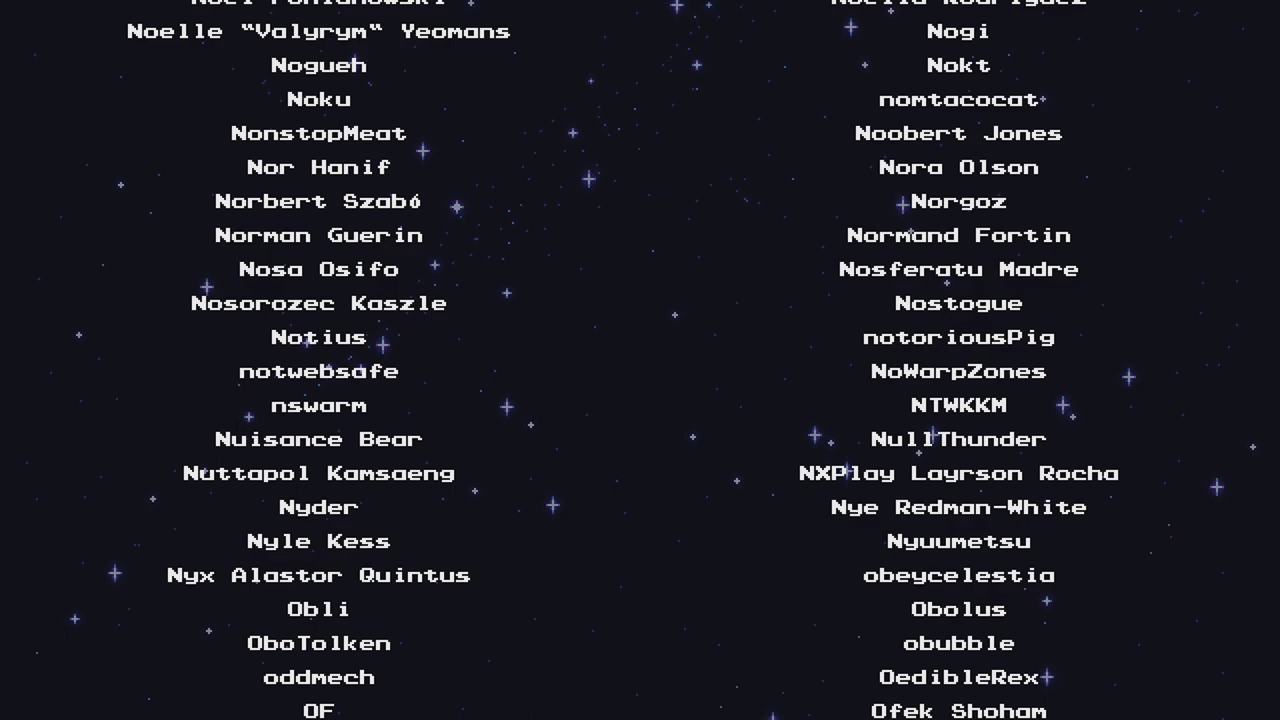 Noelle "Valyrym" Yeomans
Nogi
Nogueh
Nokt
Noku
nomtacocat
NonstopMeat
Noobert Jones
Nor Hanif
Nora Olson
Norbert Szabó
Norgoz
Norman Guerin
Normand Fortin
Nosa Osifo
Nosferatu Madre
Nosorozec Kaszle
Nostogue
Notius
notoriousPig
notwebsafe
NoWarpZones
nswarm
NTWKKM
Nuisance Bear
NullThunder
Nuttapol Kamsaeng
NXPlay Layrson Rocha
Nyder
Nye Redman-White
Nyle Kess
Nyuumetsu
Nyx Alastor Quintus
obeycelestia
Obli
Obolus
OboTolken
obubble
oddmech
OedibleRex
OF
Ofek Shoham